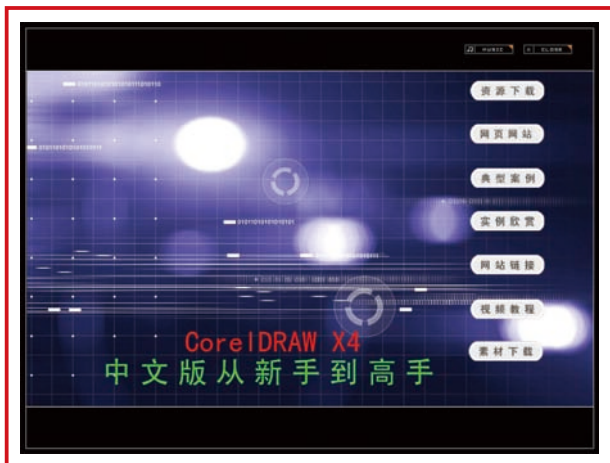 MUSIC
CLOSE
资源下载
网页网站
典型案例
实例欣赏
网站链接
视频教程
素材下载
CorelDRAW X4
中文版从新手到高手